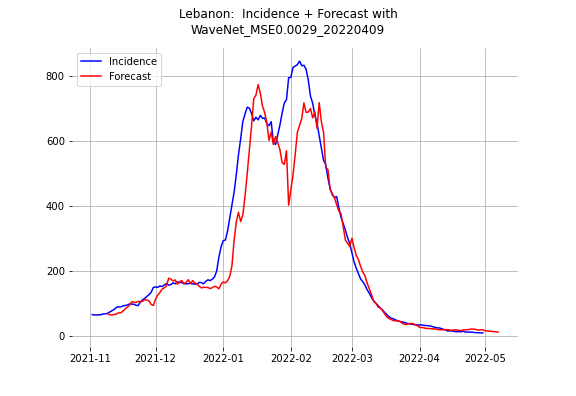 Lebanon:  Incidence + Forecast with
WaveNet_MSE0.0029_20220409
Incidence
Forecast
800
600
400
200
0
2021-11 2021-12 2022-01 2022-02 2022-03 2022-04 2022-05